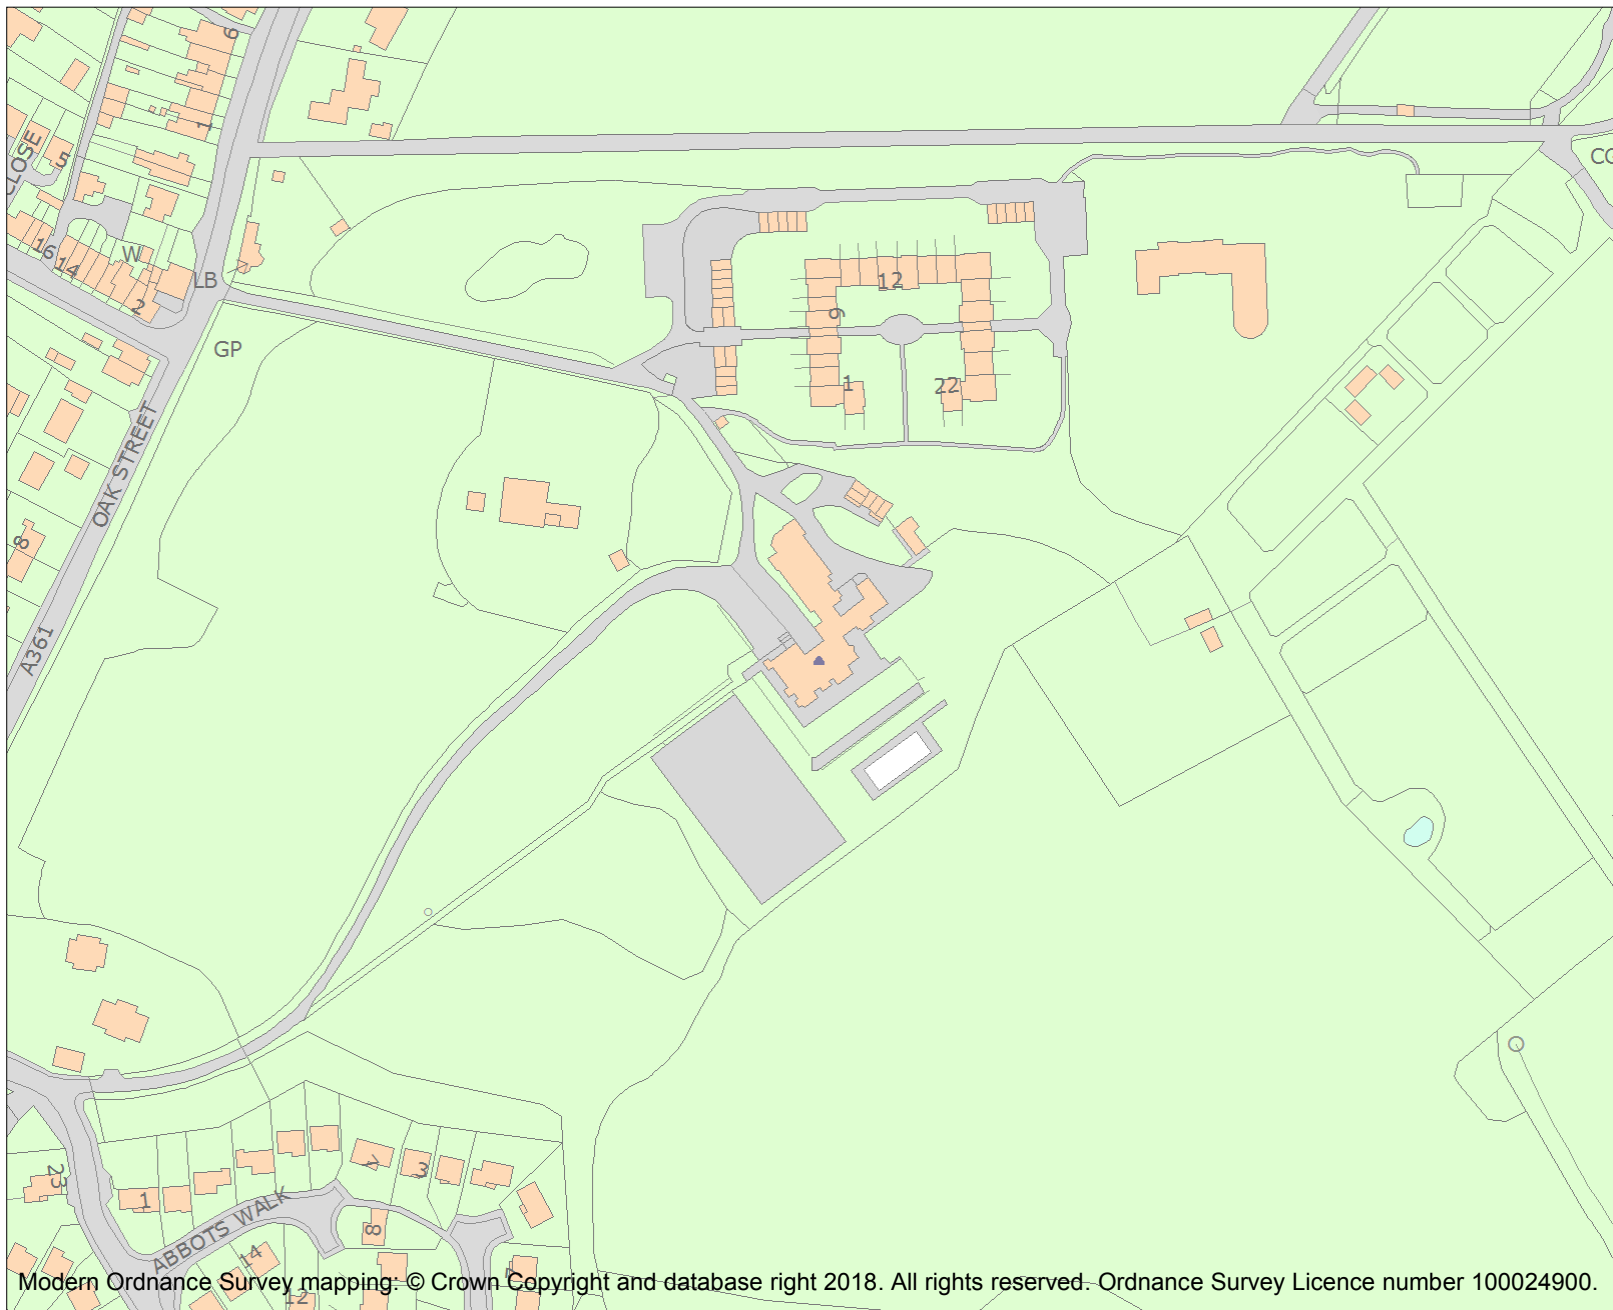 6
1
CLOSE
5
CO
16
14
W
LB
2
12
9
GP
1
22
OAK STREET
8
A361
23
1
7
3
ABBOTS WALK
8
14
12
Modern Ordnance Survey mapping: © Crown Copyright and database right 2018. All rights reserved. Ordnance Survey Licence number 100024900.